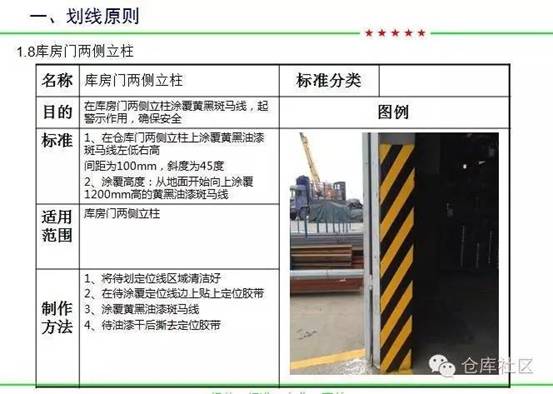 一、划线原则
1.8库房门两侧立柱
名称 库房门两侧立柱 标准分类
目的 在库房门两侧立柱涂覆黄黑斑马线，起
警示作用，确保安全
图例
标准 1、在仓库门两侧立柱上涂覆黄黑油漆
斑马线左低右高
间距为100mm，斜度为45度
2、涂覆高度：从地面开始向上涂覆
1200mm高的黄黑油漆斑马线
适用
范围
库房门两侧立柱
制作
方法
1、将待划定位线区域清洁好
2、在待涂覆定位线边上贴上定位胶带
3、涂覆黄黑油漆斑马线
4、待油漆干后撕去定位胶带
仓库社区